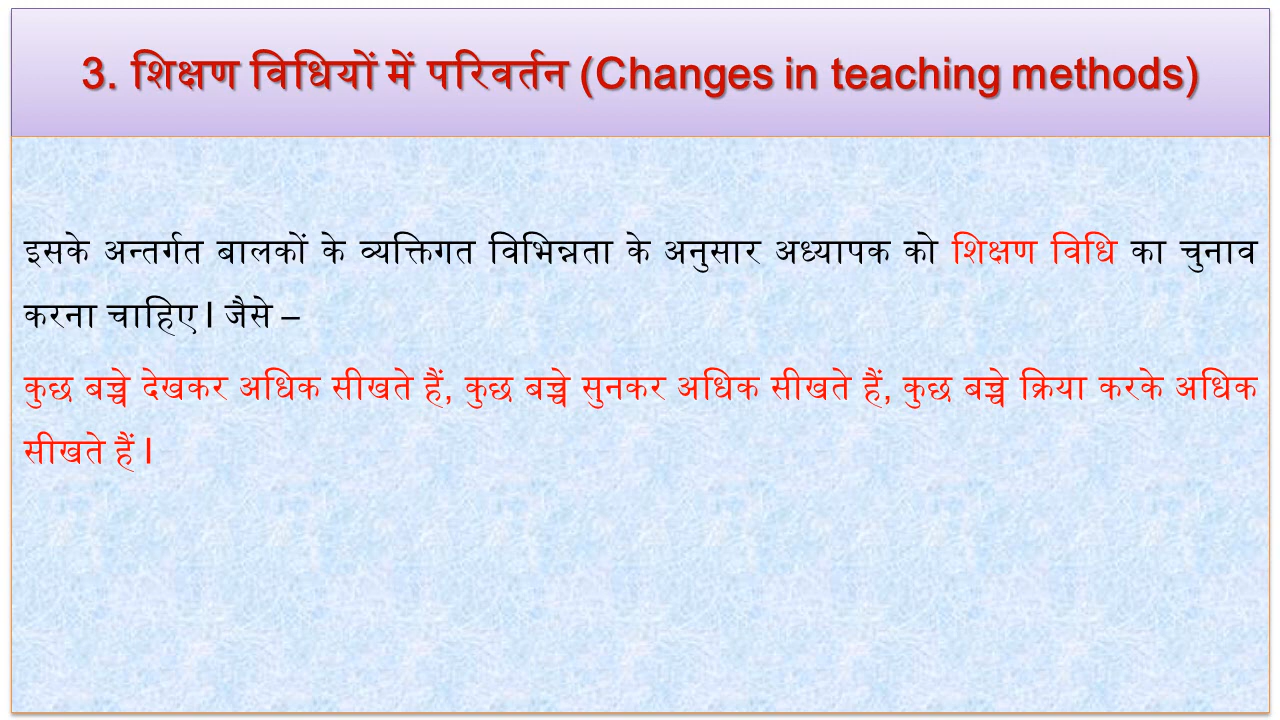 3. शिक्षण विधियों में परिवर्तन (Changes in teaching methods)
इसके अन्तर्गत बालकों के व्यक्तिगत विभिन्नता के अनुसार अध्यापक को शिक्षण विधि का चुनाव
करना चाहिए l जैसे –
कुछ बच्चे देखकर अधिक सीखते हैं, कुछ बच्चे सुनकर अधिक सीखते हैं, कुछ बच्चे क्रिया करके अधिक
सीखते हैं l